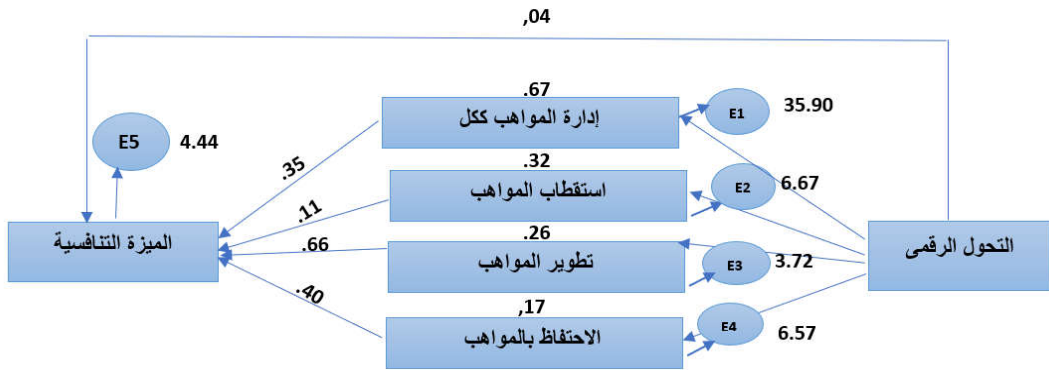 ,04
.67
إدارة المواهب ككل
E1
35.90
E5
4.44
.35
.32
استقطاب المواهب
E2
6.67
.11
الميزة التنافسية
.66
.26
تطوير المواهب
E3
3.72
التحول الرقمى
.40
,17
الاحتفاظ بالمواهب
E4
6.57